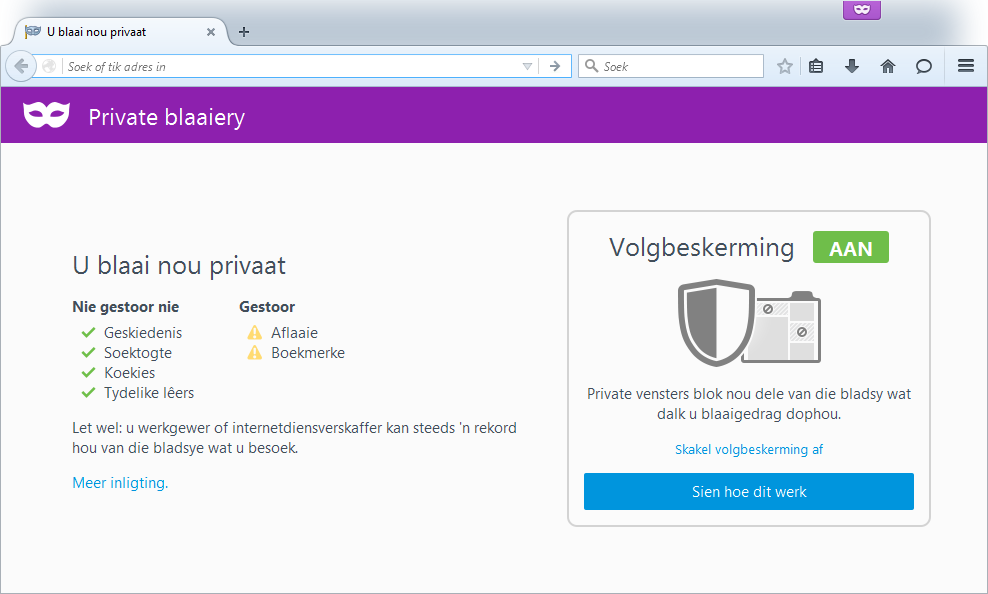 U blaai nou privaat
Soek of tik adres in
Soek
Private blaaiery
U blaai nou privaat
Nie gestoor nie
Geskiedenis
Soektogte
Koekies
Tydelike lêers
Gestoor
Aflaaie
Boekmerke
Let wel: u werkgewer of internetdiensverskaffer kan steeds 'n rekord
hou van die bladsye wat u besoek.
Meer inligting.
Volgbeskerming AAN
Private vensters blok nou dele van die bladsy wat
dalk u blaaigedrag dophou.
Skakel volgbeskerming af
Sien hoe dit werk